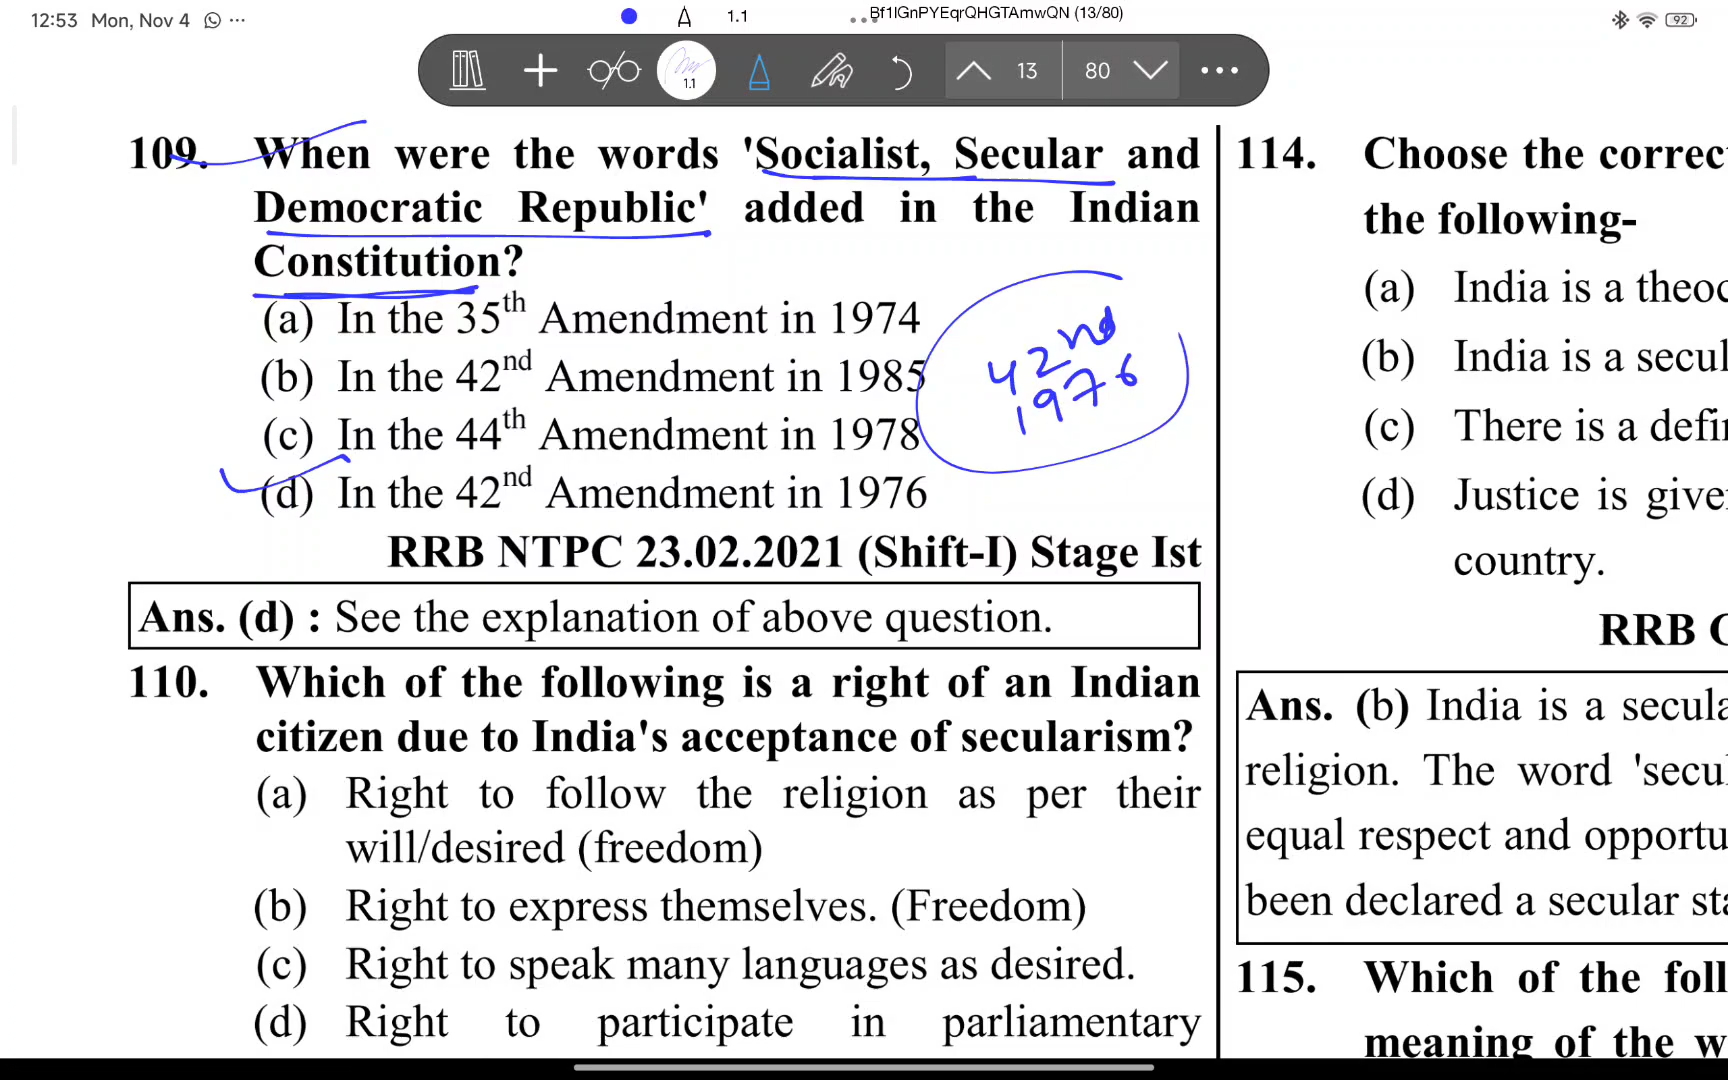 12:53 Mon, Nov 4 ...
1.1
... Bf1lGnPYEqrQHGTAmwQN (13/80)
92
1.1
13
80
109. When were the words 'Socialist, Secular and
Democratic Republic' added in the Indian
Constitution?
(a) In the 35th Amendment in 1974
(b) In the 42nd Amendment in 1985
(c) In the 44th Amendment in 1978
(d) In the 42nd Amendment in 1976
42nd
1976
RRB NTPC 23.02.2021 (Shift-I) Stage Ist
Ans. (d) : See the explanation of above question.
110. Which of the following is a right of an Indian
citizen due to India's acceptance of secularism?
(a) Right to follow the religion as per their
will/desired (freedom)
(b) Right to express themselves. (Freedom)
(c) Right to speak many languages as desired.
(d) Right to participate in parliamentary
114. Choose the correc
the following-
(a) India is a theoc
(b) India is a secul
(c) There is a defi
(d) Justice is give
country.
RRB
Ans. (b) India is a secula
religion. The word 'secul
equal respect and opportu
been declared a secular sta
115. Which of the foll
meaning of the w